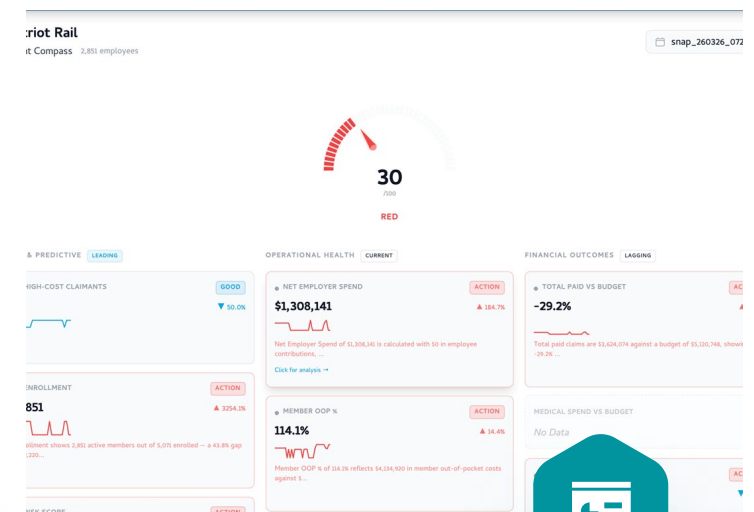 triot Rail
nt Compass 2,851 employees
snap_260326_072
30
/100
RED
& PREDICTIVE LEADING
OPERATIONAL HEALTH CURRENT
FINANCIAL OUTCOMES LAGGING
HIGH-COST CLAIMANTS GOOD
▼ 50.0%
NET EMPLOYER SPEND ACTION
$1,308,141 ▲ 184.7%
Net Employer Spend of $1,308,141 is calculated with $0 in employee
contributions, ...
Click for analysis →
TOTAL PAID VS BUDGET AC
-29.2%
Total paid claims are $3,624,074 against a budget of $5,120,748, showi
-29.2% ...
ENROLLMENT ACTION
851 ▲ 3254.1%
ollment shows 2,851 active members out of 5,071 enrolled — a 43.8% gap
,220...
MEMBER OOP % ACTION
114.1% ▲ 14.4%
Member OOP % of 114.1% reflects $4,134,920 in member out-of-pocket costs
against $...
MEDICAL SPEND VS BUDGET
No Data
RISK SCORE ACTION
AC